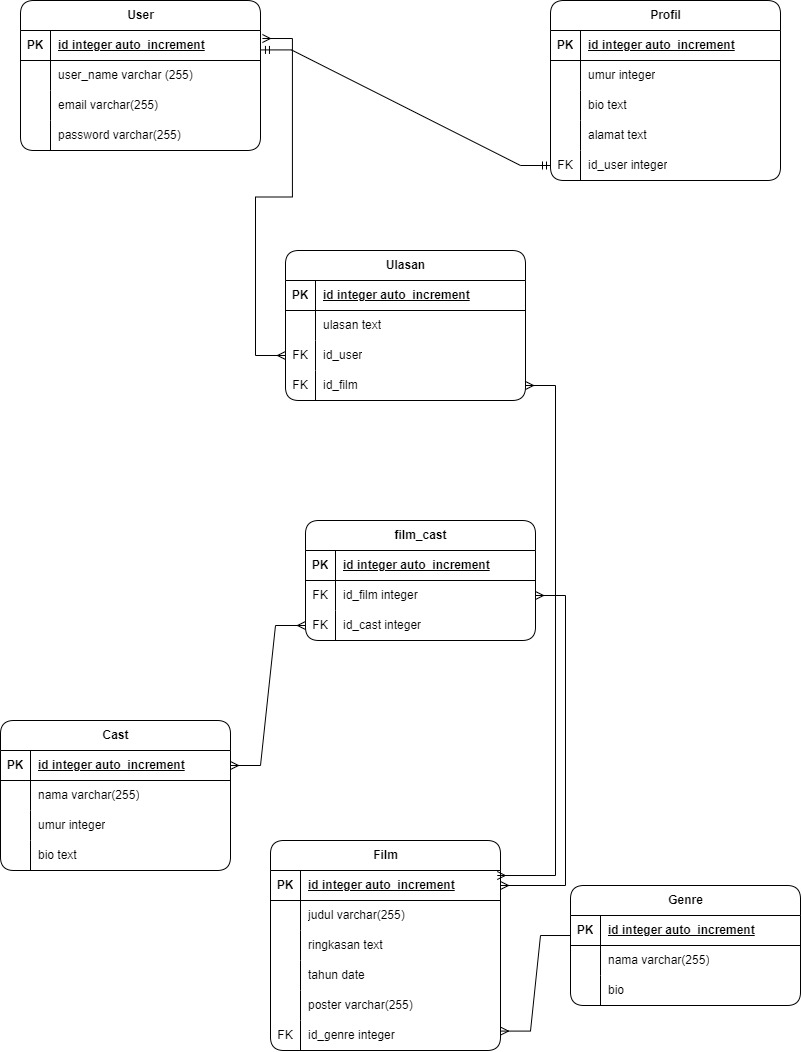 User
PK id integer auto_increment
user_name varchar (255)
email varchar(255)
password varchar(255)
Profil
PK id integer auto_increment
umur integer
bio text
alamat text
FK id_user integer
Ulasan
PK id integer auto_increment
ulasan text
FK id_user
FK id_film
film_cast
PK id integer auto_increment
FK id_film integer
FK id_cast integer
Cast
PK id integer auto_increment
nama varchar(255)
umur integer
bio text
Film
PK id integer auto_increment
judul varchar(255)
ringkasan text
tahun date
poster varchar(255)
FK id_genre integer
Genre
PK id integer auto_increment
nama varchar(255)
bio